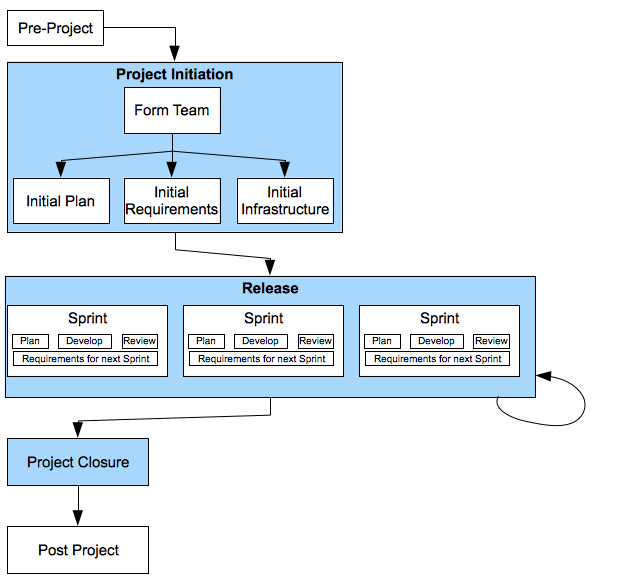 Pre-Project
Project Initiation
Form Team
Initial Plan
Initial
Requirements
Initial
Infrastructure
Release
Sprint
Plan
Develop
Review
Requirements for next Sprint
Sprint
Plan
Develop
Review
Requirements for next Sprint
Sprint
Plan
Develop
Review
Requirements for next Sprint
Project Closure
Post Project